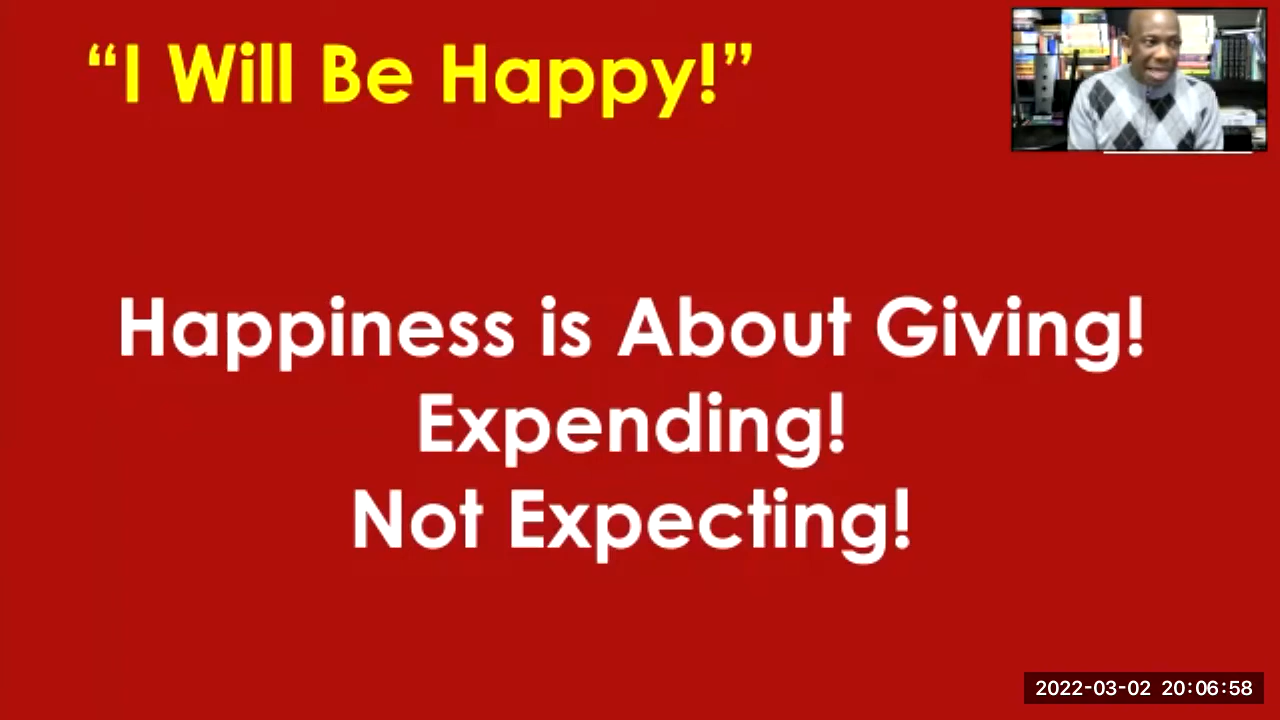 “I Will Be Happy!”
Happiness is About Giving!
Expending!
Not Expecting!
2022-03-02 20:06:58